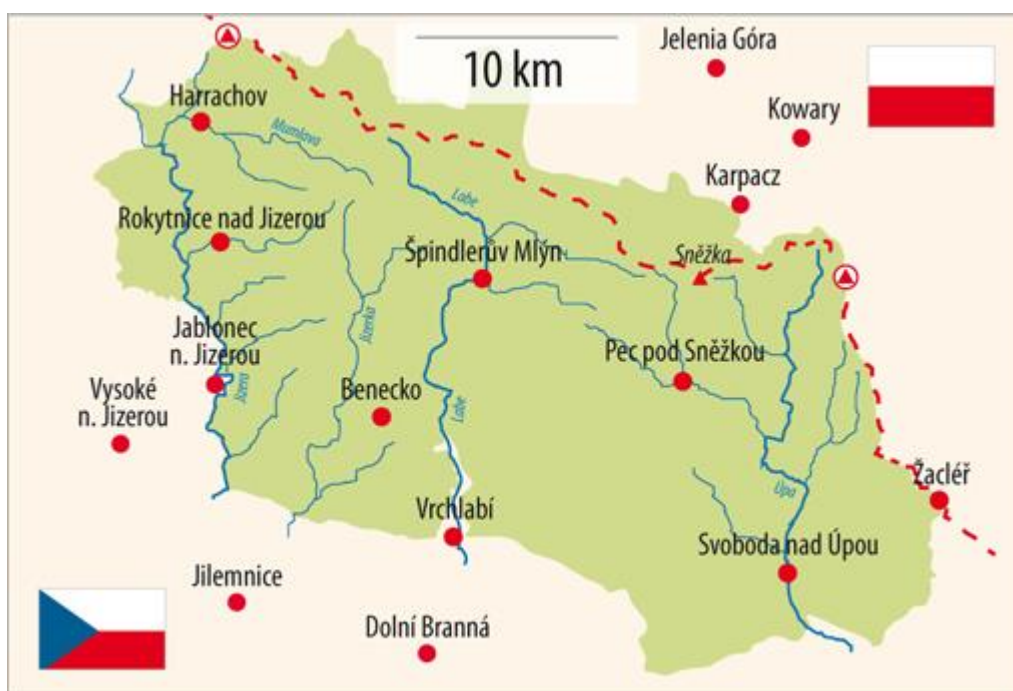 Jelenia Góra
10 km
Harrachov
Kowary
Mumlava
Karpacz
Labe
Rokytnice nad Jizerou
Špindlerův Mlýn
Sněžka
Jizerka
Jablonec
n. Jizerou
Pec pod Sněžkou
Vysoké
n. Jizerou
Jizera
Benecko
Labe
Žacléř
Úpa
Vrchlabí
Svoboda nad Úpou
Jilemnice
Dolní Branná